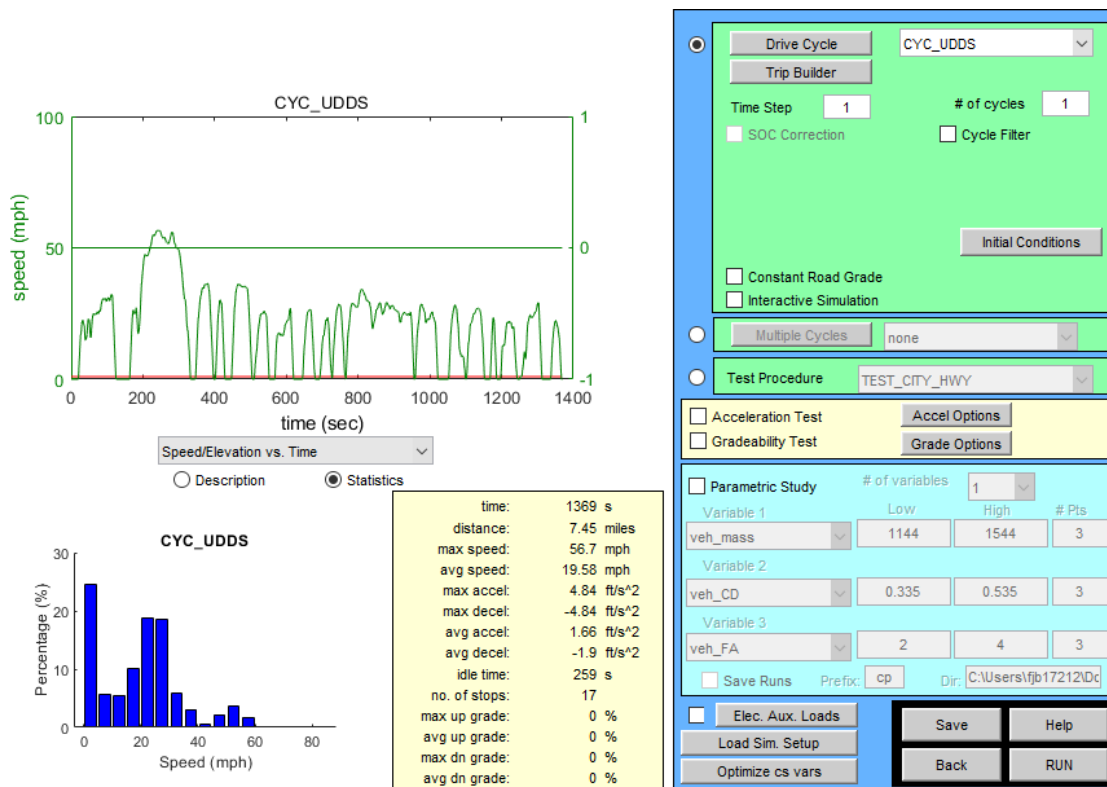 CYC_UDDS
100
50
0
1
0
-1
speed (mph)
0 200 400 600 800 1000 1200 1400
time (sec)
Speed/Elevation vs. Time
Description Statistics
CYC_UDDS
30
20
10
0
Percentage (%)
0 20 40 60 80
Speed (mph)
time: 1369 s
distance: 7.45 miles
max speed: 56.7 mph
avg speed: 19.58 mph
max accel: 4.84 ft/s^2
max decel: -4.84 ft/s^2
avg accel: 1.66 ft/s^2
avg decel: -1.9 ft/s^2
idle time: 259 s
no. of stops: 17
max up grade: 0 %
avg up grade: 0 %
max dn grade: 0 %
avg dn grade: 0 %
Drive Cycle CYC_UDDS
Trip Builder
Time Step 1 # of cycles 1
SOC Correction Cycle Filter
Initial Conditions
Constant Road Grade
Interactive Simulation
Multiple Cycles none
Test Procedure TEST_CITY_HWY
Acceleration Test Accel Options
Gradeability Test Grade Options
Parametric Study # of variables 1
Variable 1 Low High # Pts
veh_mass 1144 1544 3
Variable 2
veh_CD 0.335 0.535 3
Variable 3
veh_FA 2 4 3
Save Runs Prefix: cp Dir: C:\Users\fjb17212\Dc
Elec. Aux. Loads
Load Sim. Setup
Optimize cs vars
Save Help
Back RUN